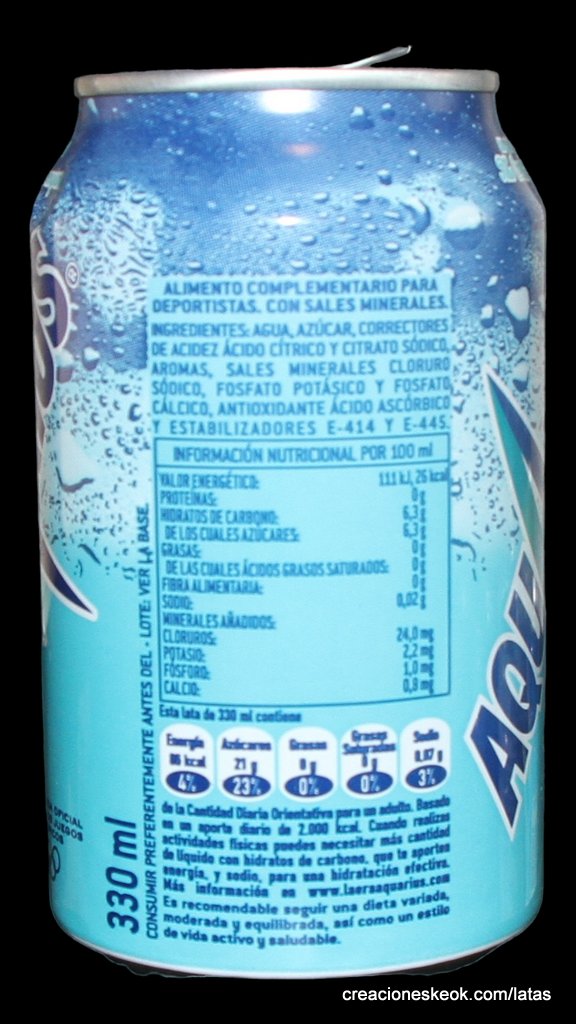 ALIMENTO COMPLEMENTARIO PARA
DEPORTISTAS. CON SALES MINERALES.
INGREDIENTES: AGUA, AZÚCAR, CORRECTORES
DE ACIDEZ ÁCIDO CÍTRICO Y CITRATO SÓDICO,
AROMAS, SALES MINERALES CLORURO
SÓDICO, FOSFATO POTÁSICO Y FOSFATO
CÁLCICO, ANTIOXIDANTE ÁCIDO ASCÓRBICO
Y ESTABILIZADORES E-414 Y E-445.
INFORMACIÓN NUTRICIONAL POR 100 ml
VALOR ENERGÉTICO: 111 kJ, 26 kcal
PROTEÍNAS: 0 g
HIDRATOS DE CARBONO: 6,3 g
DE LOS CUALES AZÚCARES: 6,3 g
GRASAS: 0 g
DE LAS CUALES ÁCIDOS GRASOS SATURADOS: 0 g
FIBRA ALIMENTARIA: 0 g
SODIO: 0,02 g
MINERALES AÑADIDOS:
CLORUROS: 24,0 mg
POTASIO: 2,2 mg
FÓSFORO: 1,0 mg
CALCIO: 0,8 mg
Esta lata de 330 ml contiene
Energía 86 kcal 4%
Azúcares 21 g 23%
Grasas 0 g 0%
Grasas Saturadas 0 g 0%
Sodio 0,07 g 3%
de la Cantidad Diaria Orientativa para un adulto. Basado
en un aporte diario de 2.000 kcal. Cuando realizas
actividades físicas puedes necesitar más cantidad
de líquido con hidratos de carbono, que te aporten
energía, y sodio, para una hidratación efectiva.
Más información en www.laeraaquarius.com
Es recomendable seguir una dieta variada,
moderada y equilibrada, así como un estilo
de vida activo y saludable.
330 ml
CONSUMIR PREFERENTEMENTE ANTES DEL - LOTE: VER LA BASE
US®
AQU
OFICIAL
JUEGOS
creacioneskeok.com/latas